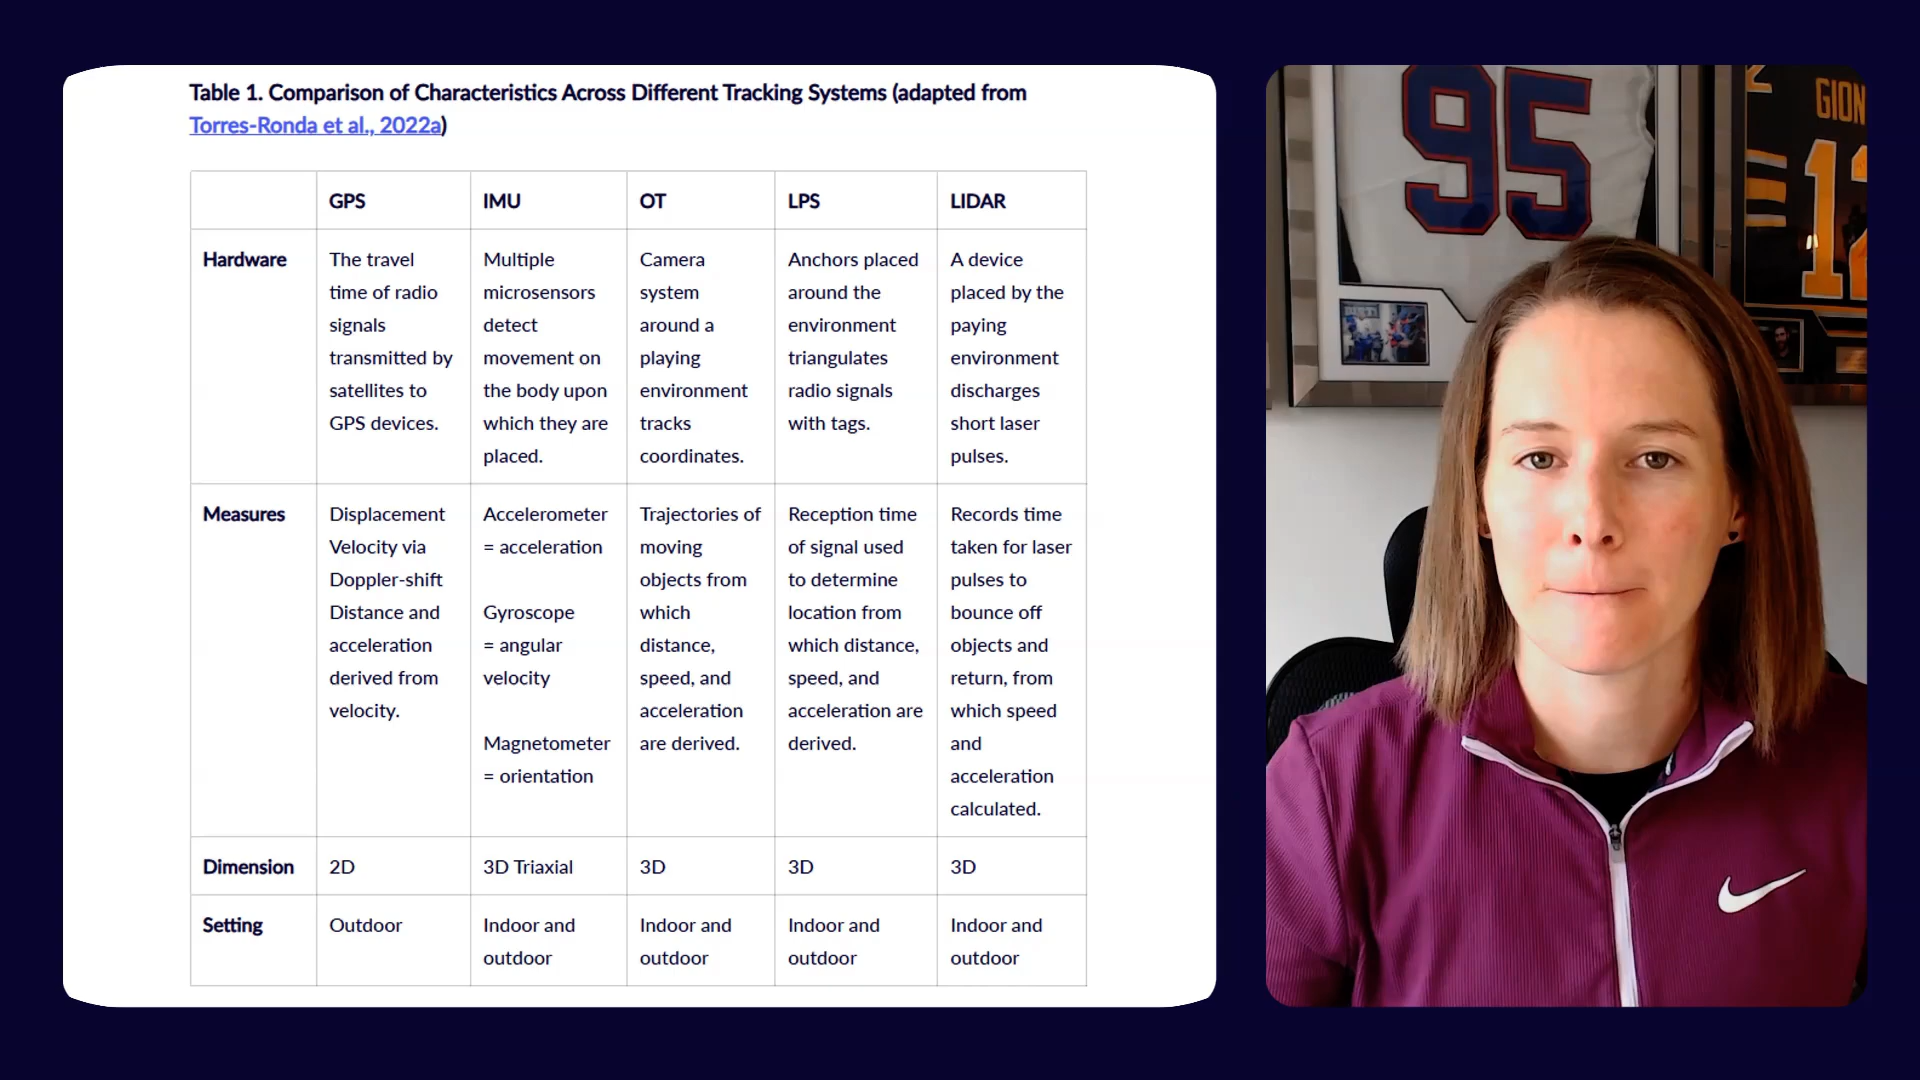 Table 1. Comparison of Characteristics Across Different Tracking Systems (adapted from
Torres-Ronda et al., 2022a)
GPS IMU OT LPS LIDAR
Hardware
The travel
time of radio
signals
transmitted by
satellites to
GPS devices.
Multiple
microsensors
detect
movement on
the body upon
which they are
placed.
Camera
system
around a
playing
environment
tracks
coordinates.
Anchors placed
around the
environment
triangulates
radio signals
with tags.
A device
placed by the
paying
environment
discharges
short laser
pulses.
Measures
Displacement
Velocity via
Doppler-shift
Distance and
acceleration
derived from
velocity.
Accelerometer
= acceleration
Gyroscope
= angular
velocity
Magnetometer
= orientation
Trajectories of
moving
objects from
which
distance,
speed, and
acceleration
are derived.
Reception time
of signal used
to determine
location from
which distance,
speed, and
acceleration are
derived.
Records time
taken for laser
pulses to
bounce off
objects and
return, from
which speed
and
acceleration
calculated.
Dimension
2D
3D Triaxial
3D
3D
3D
Setting
Outdoor
Indoor and
outdoor
Indoor and
outdoor
Indoor and
outdoor
Indoor and
outdoor
95
GION
12